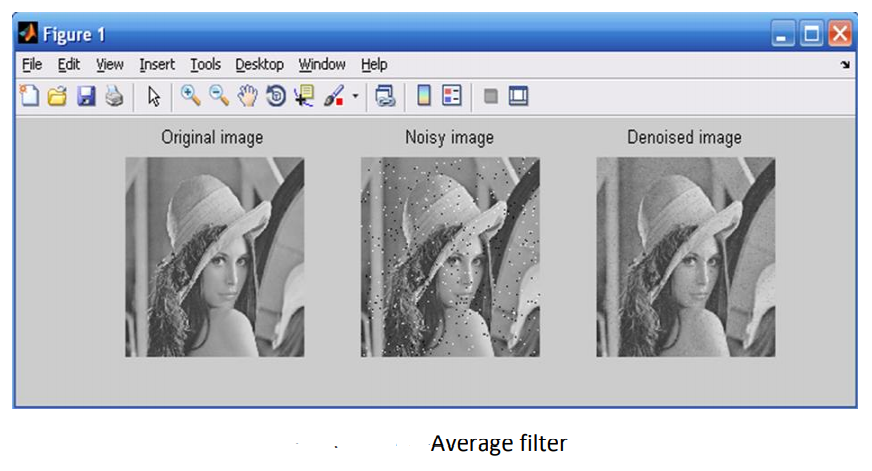 Figure 1
File Edit View Insert Tools Desktop Window Help
Original image Noisy image Denoised image
Average filter